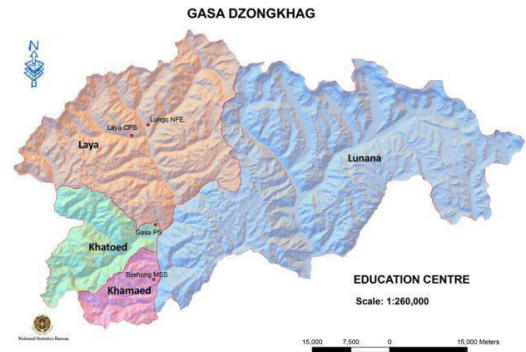 GASA DZONGKHAG
N
Lungo NFE
Laya CPS
Laya
Lunana
Gasa PS
Khatoed
Bjishong MSS
Khamaed
EDUCATION CENTRE
Scale: 1:260,000
National Statistics Bureau
15,000 7,500 0 15,000 Meters